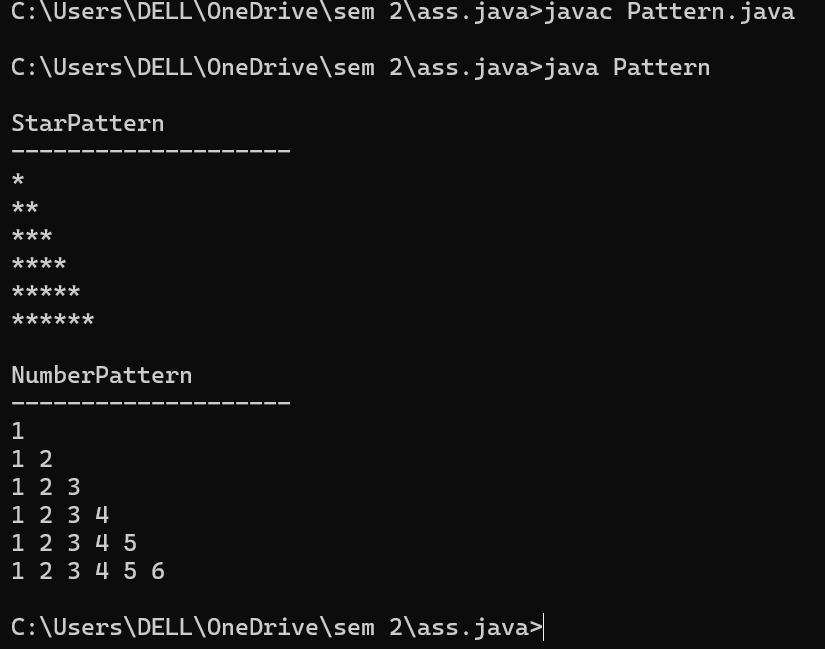 C:\Users\DELL\OneDrive\sem 2\ass.java>javac Pattern.java
C:\Users\DELL\OneDrive\sem 2\ass.java>java Pattern
StarPattern
--------------------
*
**
***
****
*****
******
NumberPattern
--------------------
1
1 2
1 2 3
1 2 3 4
1 2 3 4 5
1 2 3 4 5 6
C:\Users\DELL\OneDrive\sem 2\ass.java>